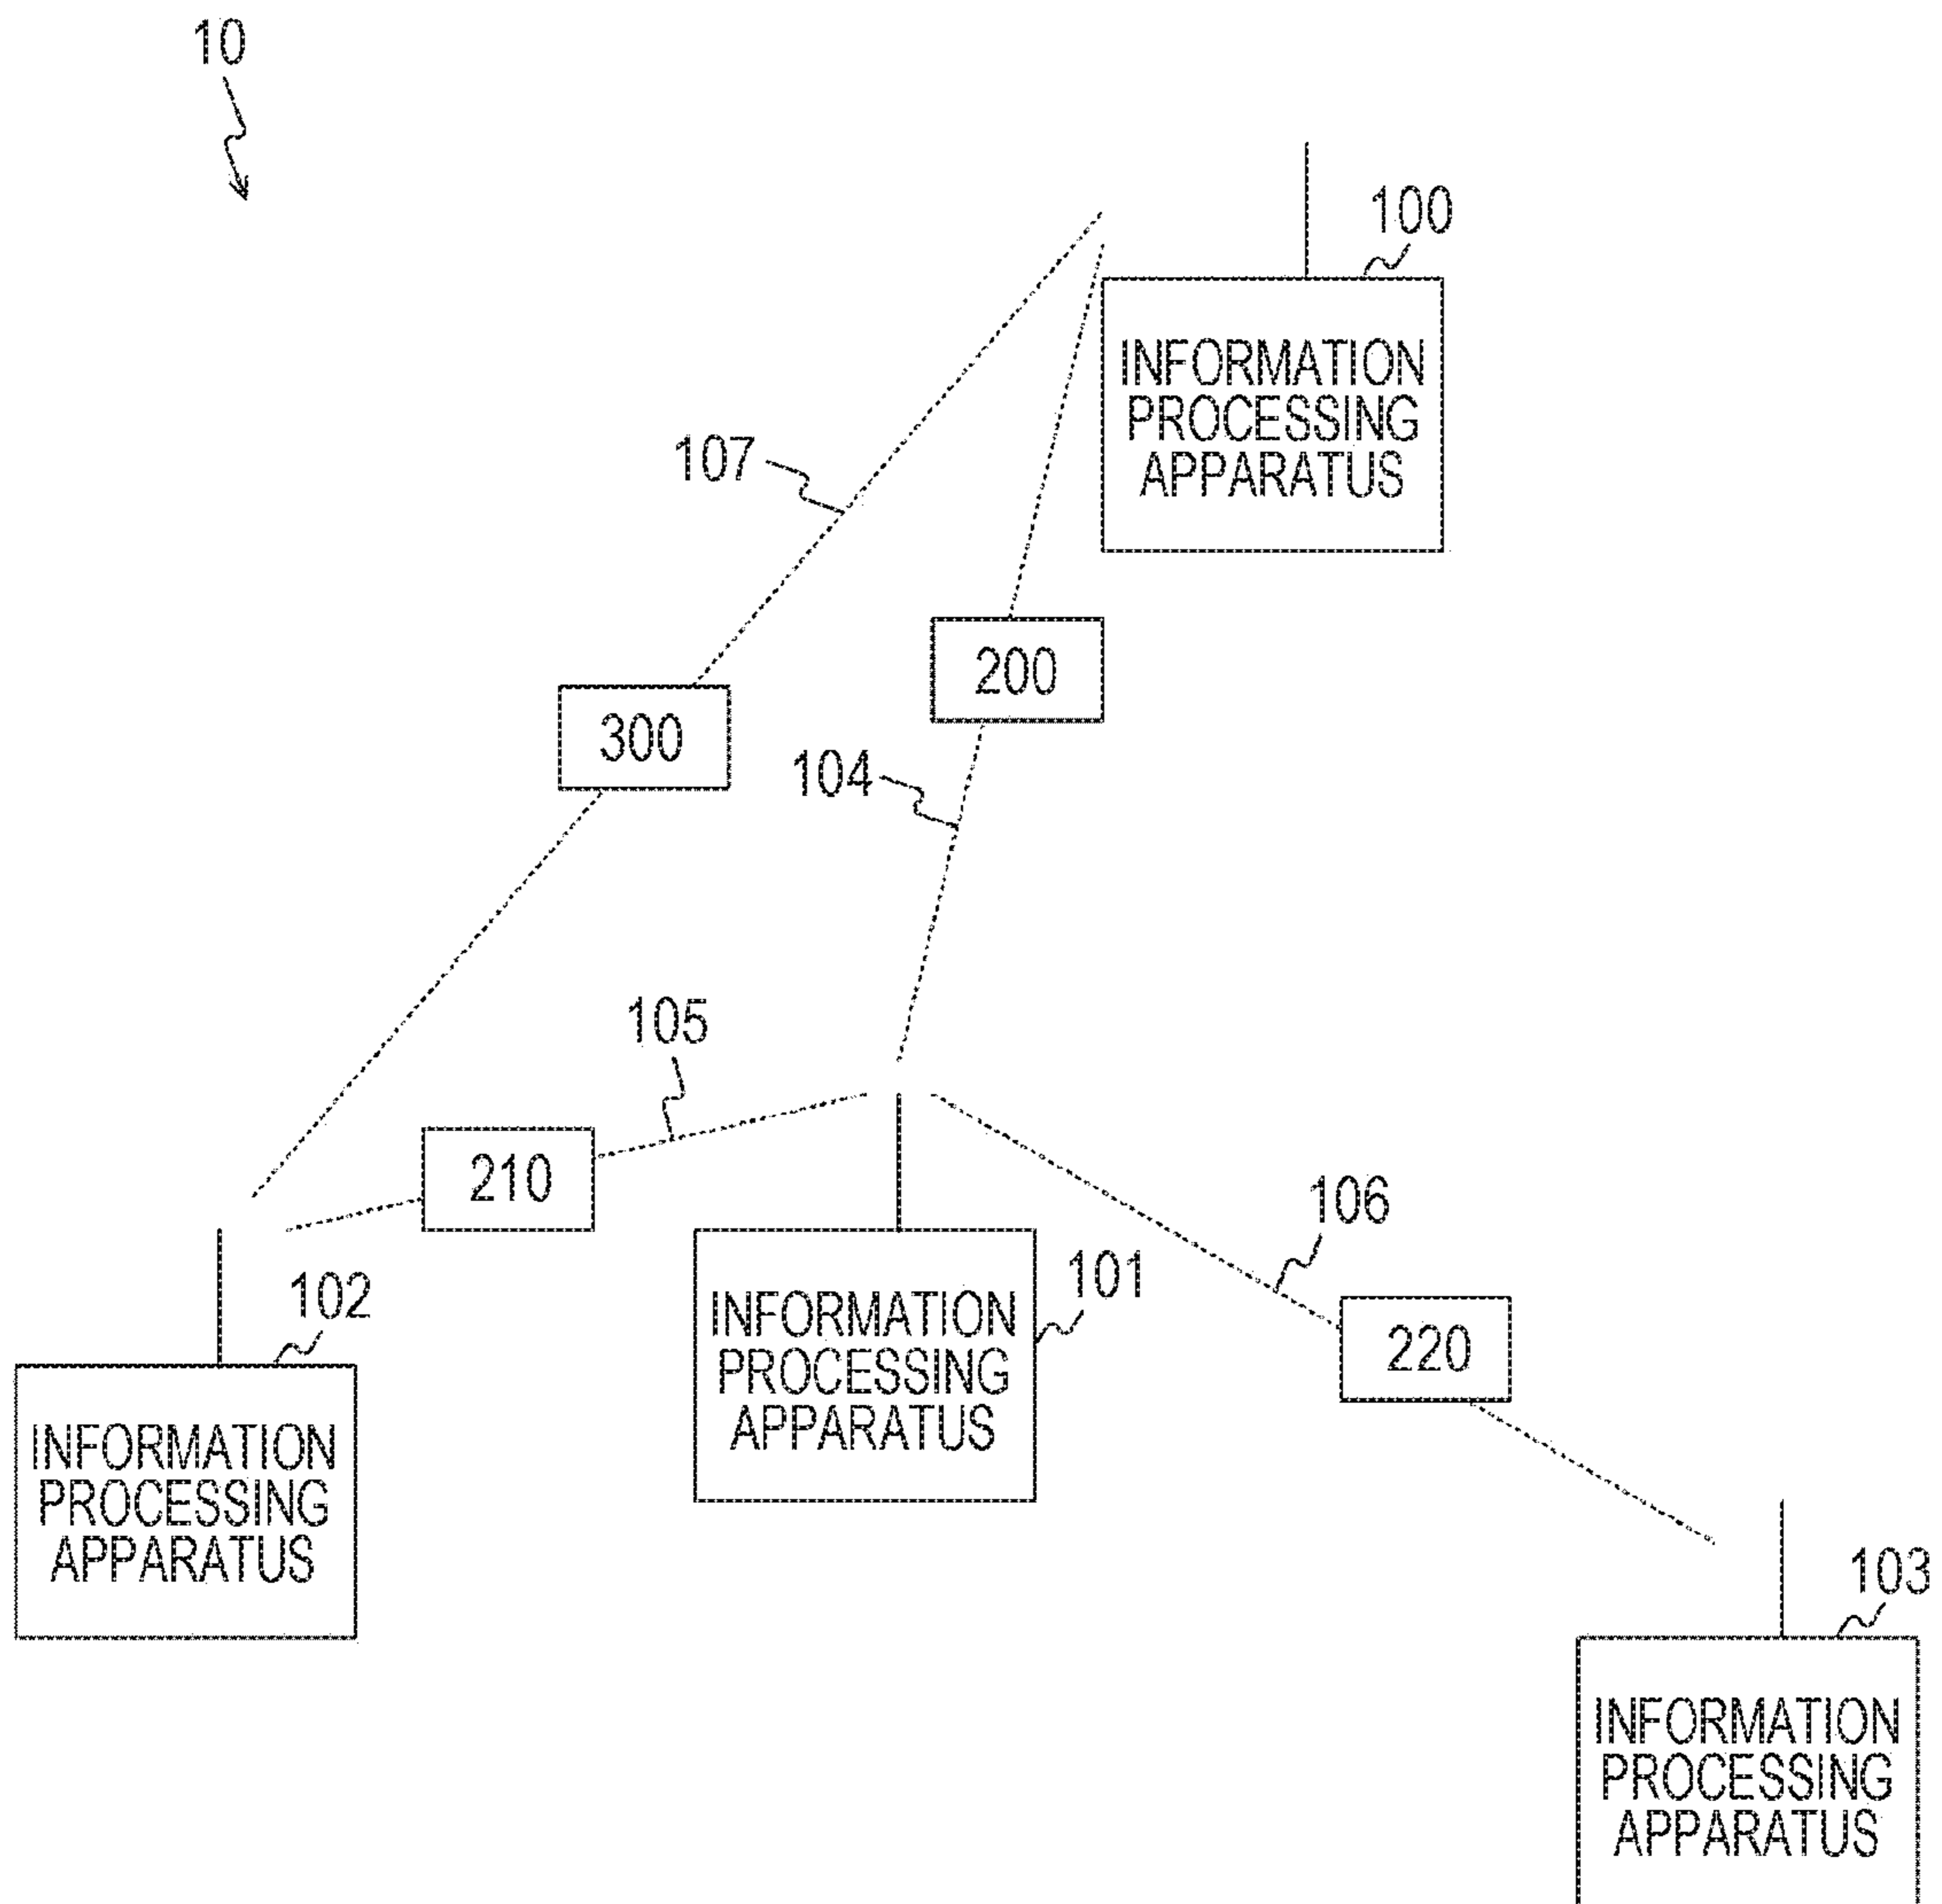 10
100
INFORMATION
PROCESSING
APPARATUS
107
200
300
104
105
210
106
101
INFORMATION
PROCESSING
APPARATUS
220
102
INFORMATION
PROCESSING
APPARATUS
103
INFORMATION
PROCESSING
APPARATUS